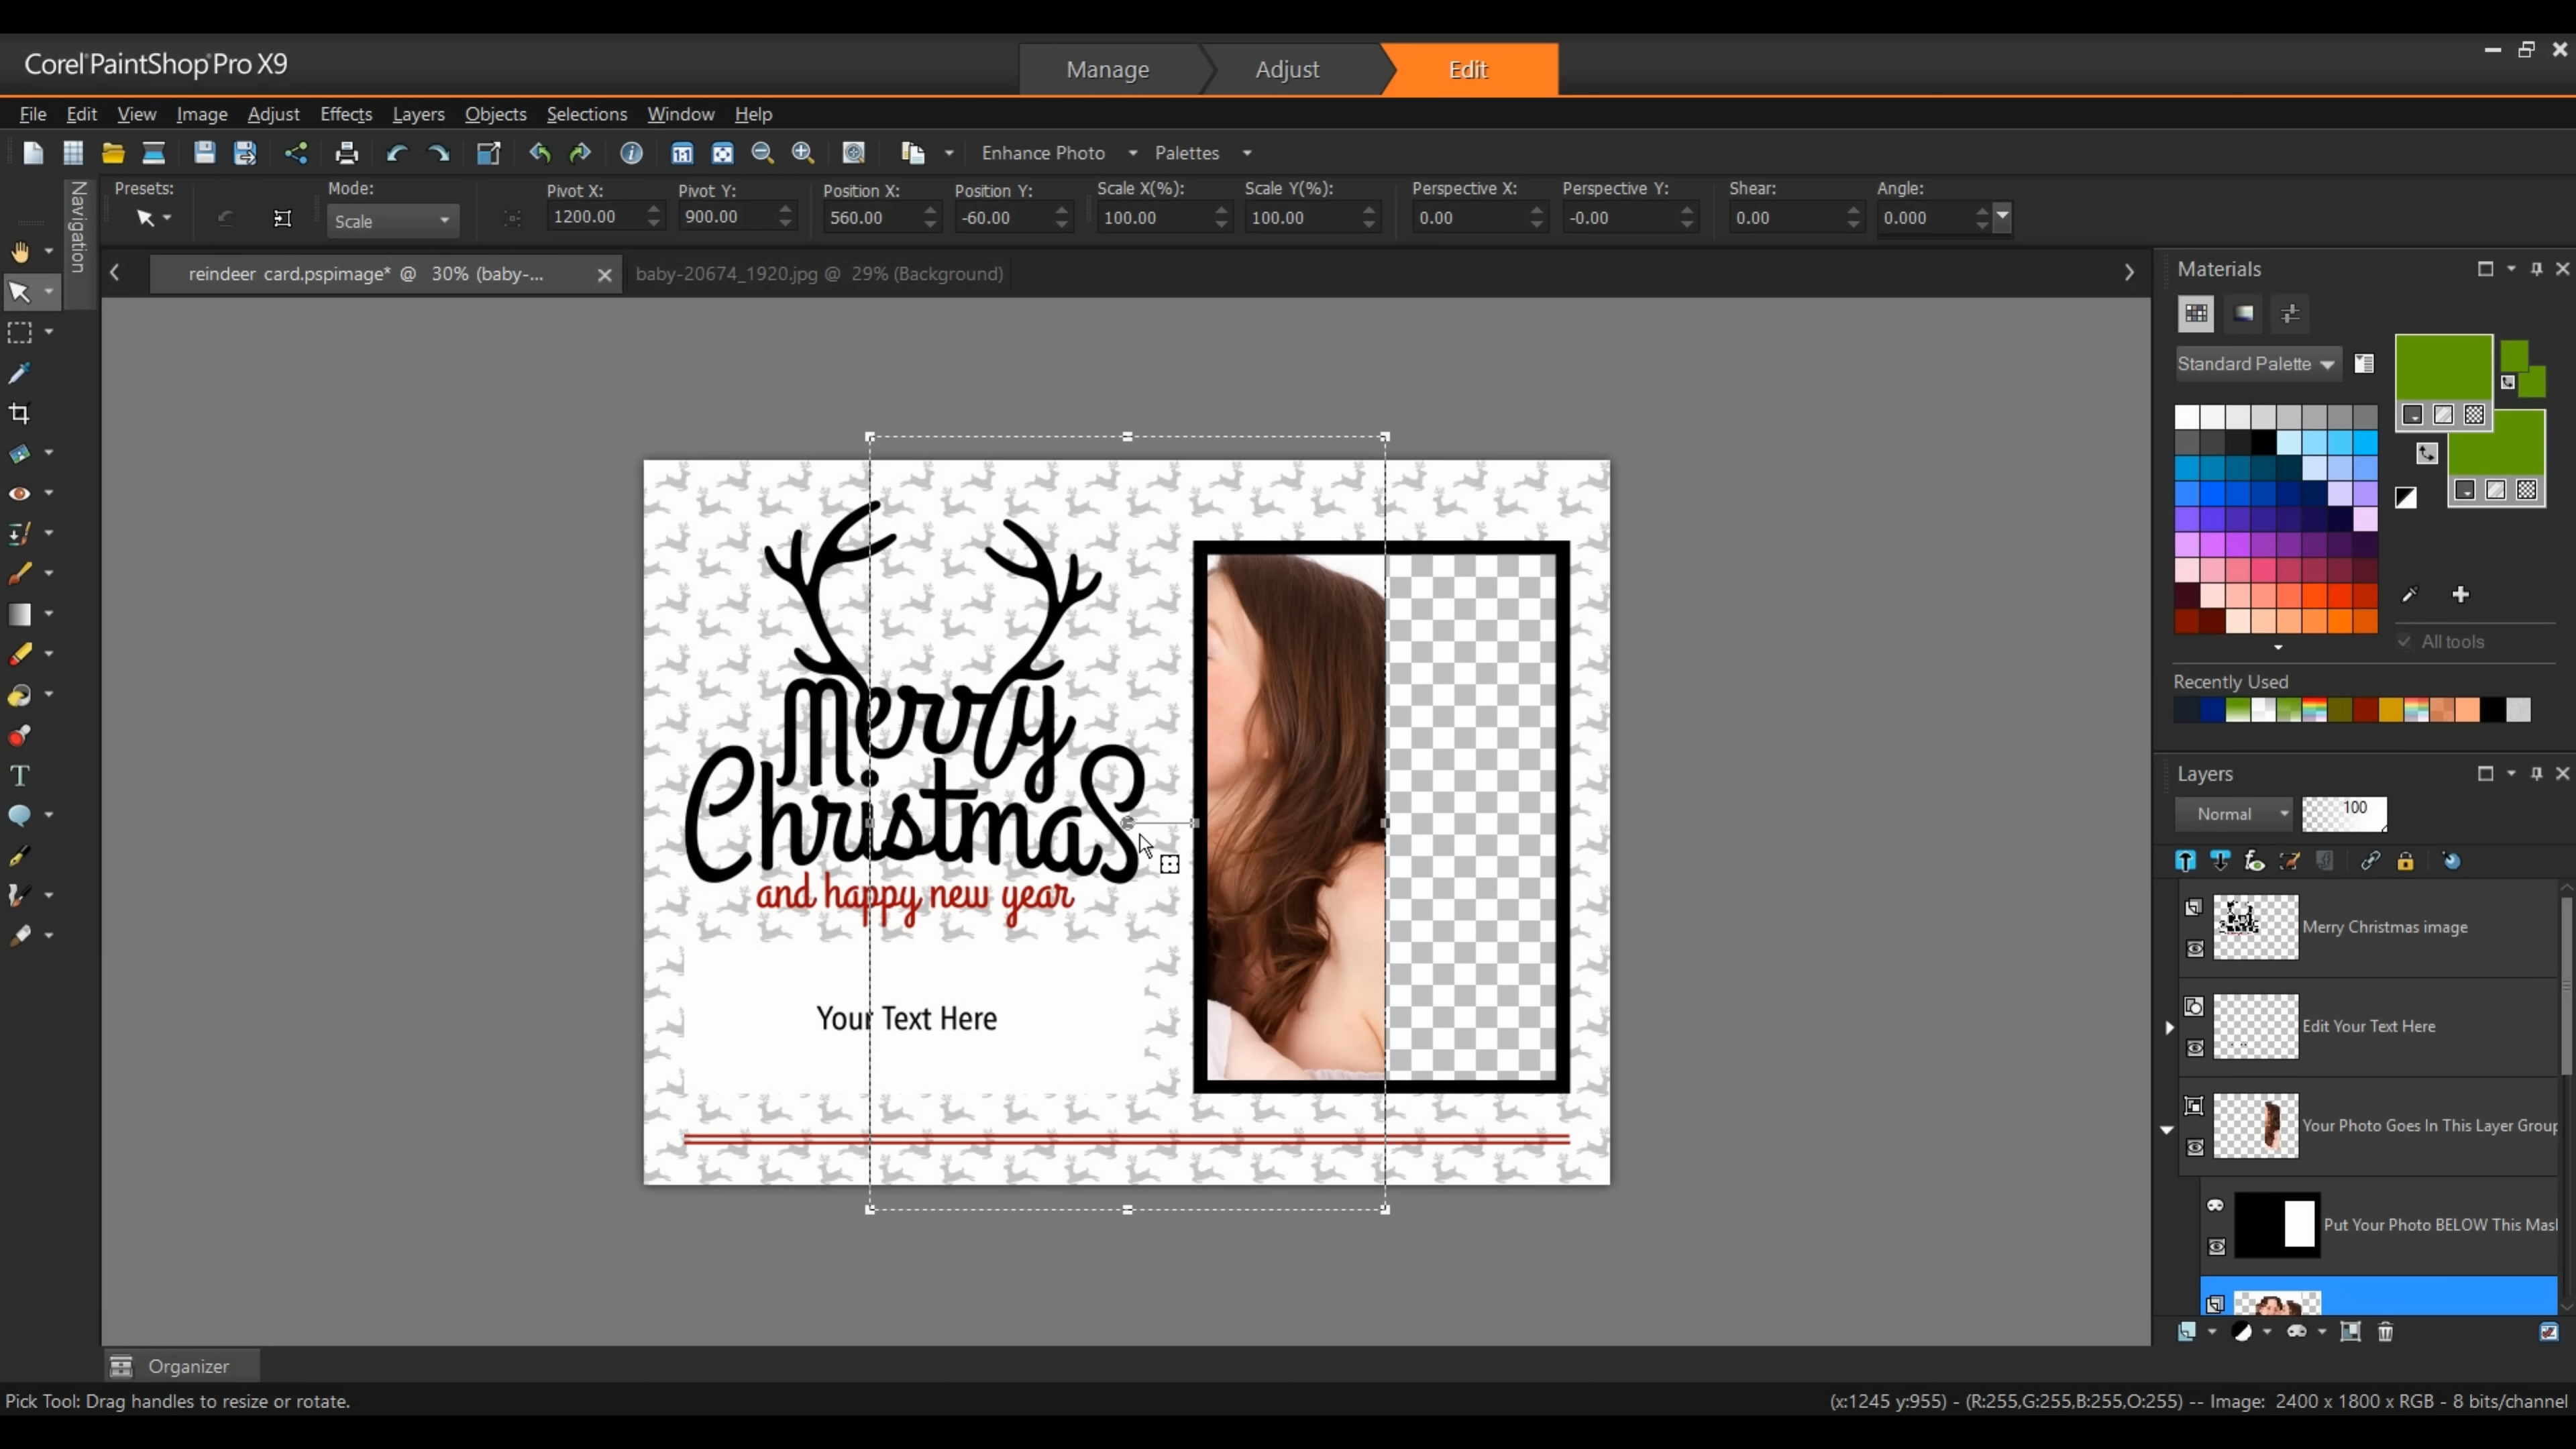 Corel PaintShop Pro X9
Manage Adjust Edit
File Edit View Image Adjust Effects Layers Objects Selections Window Help
Enhance Photo Palettes
Navigation
Presets: Mode: Pivot X: Pivot Y: Position X: Position Y: Scale X(%): Scale Y(%): Perspective X: Perspective Y: Shear: Angle:
Scale 1200.00 900.00 560.00 -60.00 100.00 100.00 0.00 -0.00 0.00 0.000
reindeer card.pspimage* @ 30% (baby-...
baby-20674_1920.jpg @ 29% (Background)
Materials
Standard Palette
All tools
Recently Used
Merry
Christmas
and happy new year
Your Text Here
Layers
Normal 100
Merry Christmas image
Edit Your Text Here
Your Photo Goes In This Layer Group
Put Your Photo BELOW This Mas
Organizer
Pick Tool: Drag handles to resize or rotate.
(x:1245 y:955) - (R:255,G:255,B:255,O:255) -- Image: 2400 x 1800 x RGB - 8 bits/channel